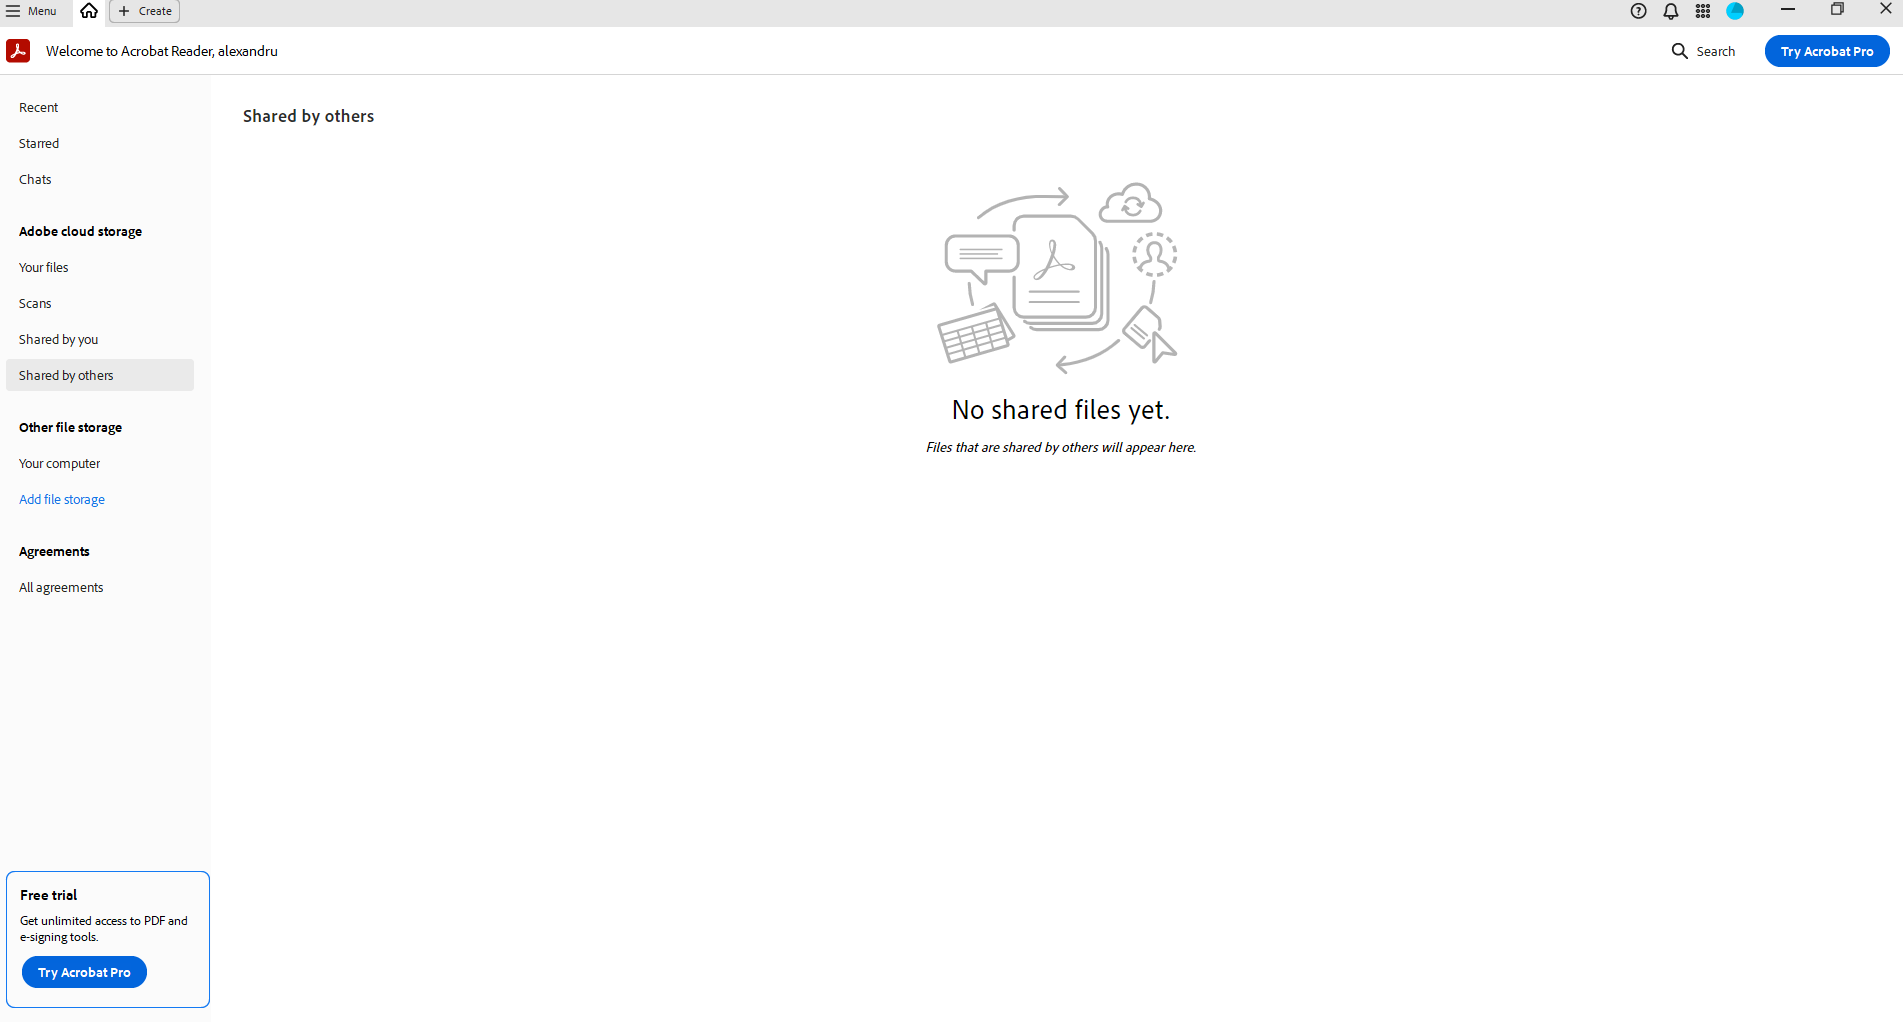 Menu
Create
Welcome to Acrobat Reader, alexandru
Search
Try Acrobat Pro
Recent
Starred
Chats
Adobe cloud storage
Your files
Scans
Shared by you
Shared by others
Other file storage
Your computer
Add file storage
Agreements
All agreements
Free trial
Get unlimited access to PDF and
e-signing tools.
Try Acrobat Pro
Shared by others
No shared files yet.
Files that are shared by others will appear here.